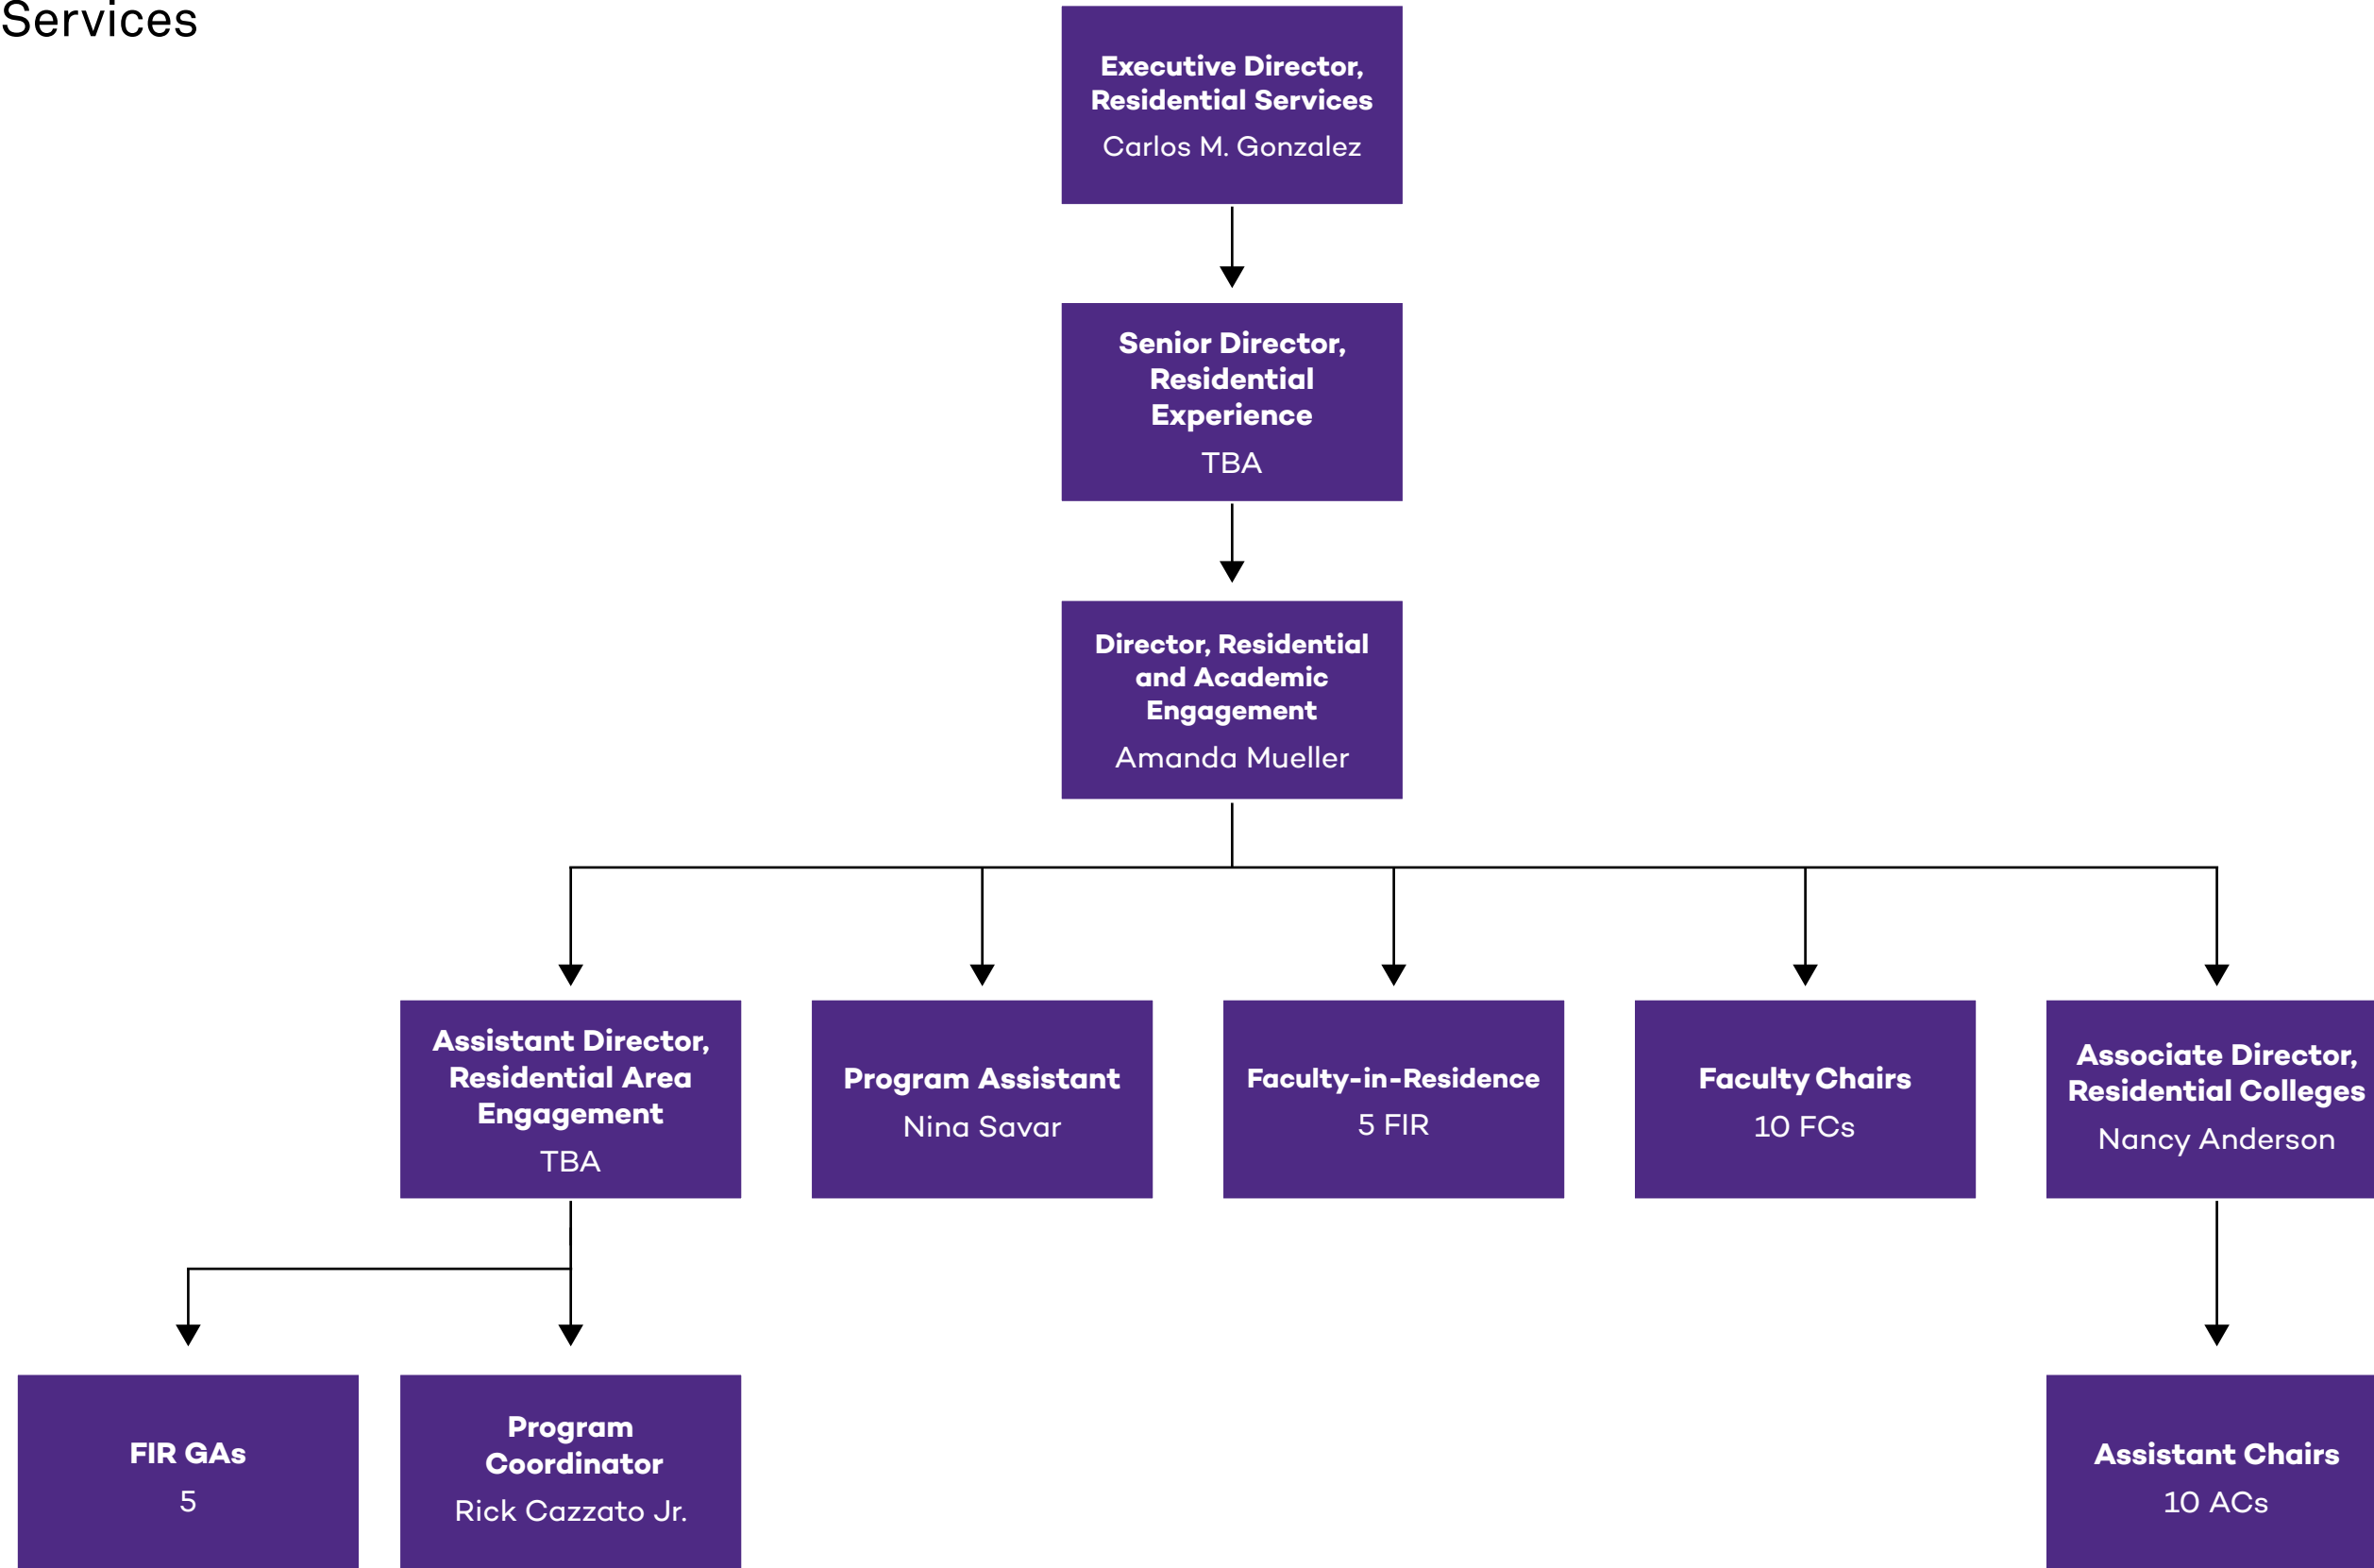 Services
Executive Director,
Residential Services
Carlos M. Gonzalez
Senior Director,
Residential
Experience
TBA
Director, Residential
and Academic
Engagement
Amanda Mueller
Assistant Director,
Residential Area
Engagement
TBA
Program Assistant
Nina Savar
Faculty-in-Residence
5 FIR
Faculty Chairs
10 FCs
Associate Director,
Residential Colleges
Nancy Anderson
FIR GAs
5
Program
Coordinator
Rick Cazzato Jr.
Assistant Chairs
10 ACs